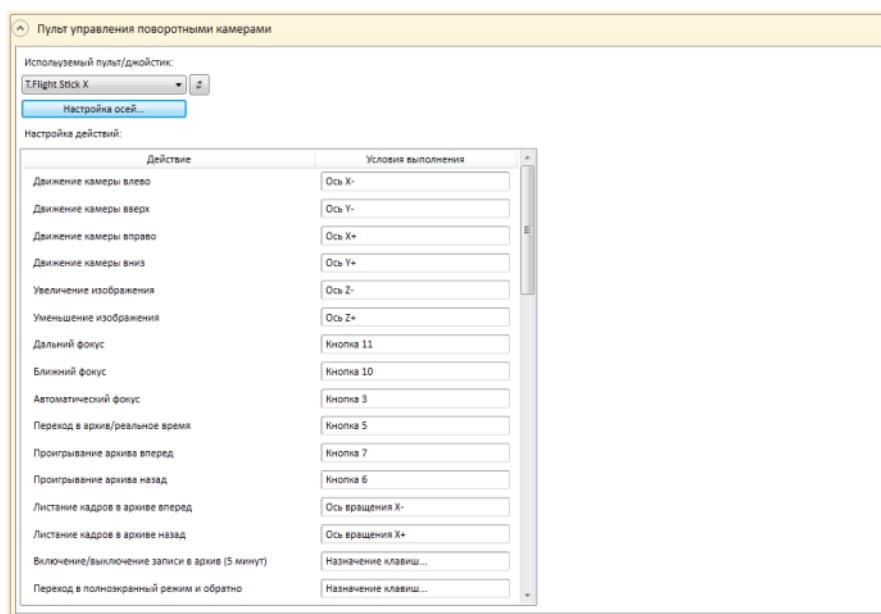 Пульт управления поворотными камерами
Используемый пульт/джойстик:
T.Flight Stick X
Настройка осей...
Настройка действий:
Действие Условия выполнения
Движение камеры влево Ось X-
Движение камеры вверх Ось Y-
Движение камеры вправо Ось X+
Движение камеры вниз Ось Y+
Увеличение изображения Ось Z-
Уменьшение изображения Ось Z+
Дальний фокус Кнопка 11
Ближний фокус Кнопка 10
Автоматический фокус Кнопка 3
Переход в архив/реальное время Кнопка 5
Проигрывание архива вперед Кнопка 7
Проигрывание архива назад Кнопка 6
Листание кадров в архиве вперед Ось вращения X-
Листание кадров в архиве назад Ось вращения X+
Включение/выключение записи в архив (5 минут) Назначение клавиш...
Переход в полноэкранный режим и обратно Назначение клавиш...